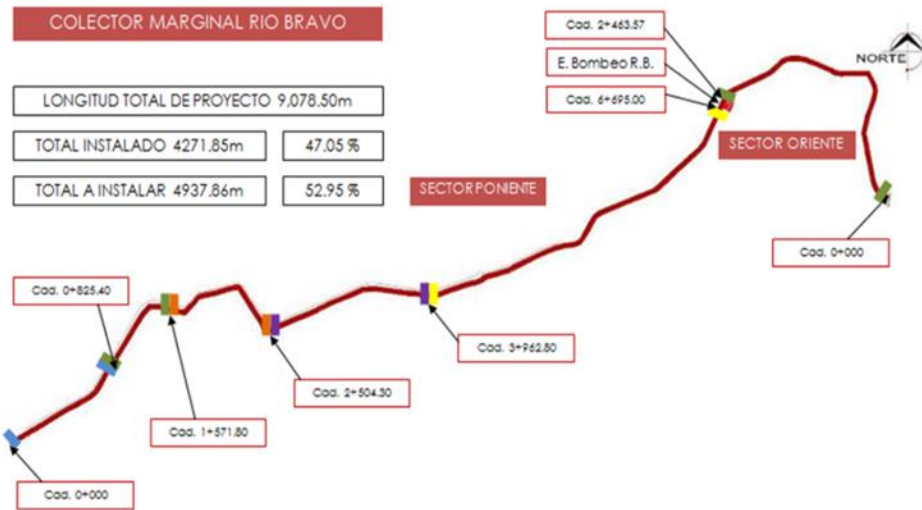 COLECTOR MARGINAL RIO BRAVO
Cad. 2+463.57
NORTE
E. Bombeo R.B.
LONGITUD TOTAL DE PROYECTO 9,078.50m
Cad. 6+695.00
TOTAL INSTALADO 4271.85m
47.05 %
SECTOR ORIENTE
TOTAL A INSTALAR 4937.86m
52.95 %
SECTOR PONIENTE
Cad. 0+000
Cad. 0+825.40
Cad. 3+962.80
Cad. 2+504.30
Cad. 1+571.80
Cad. 0+000